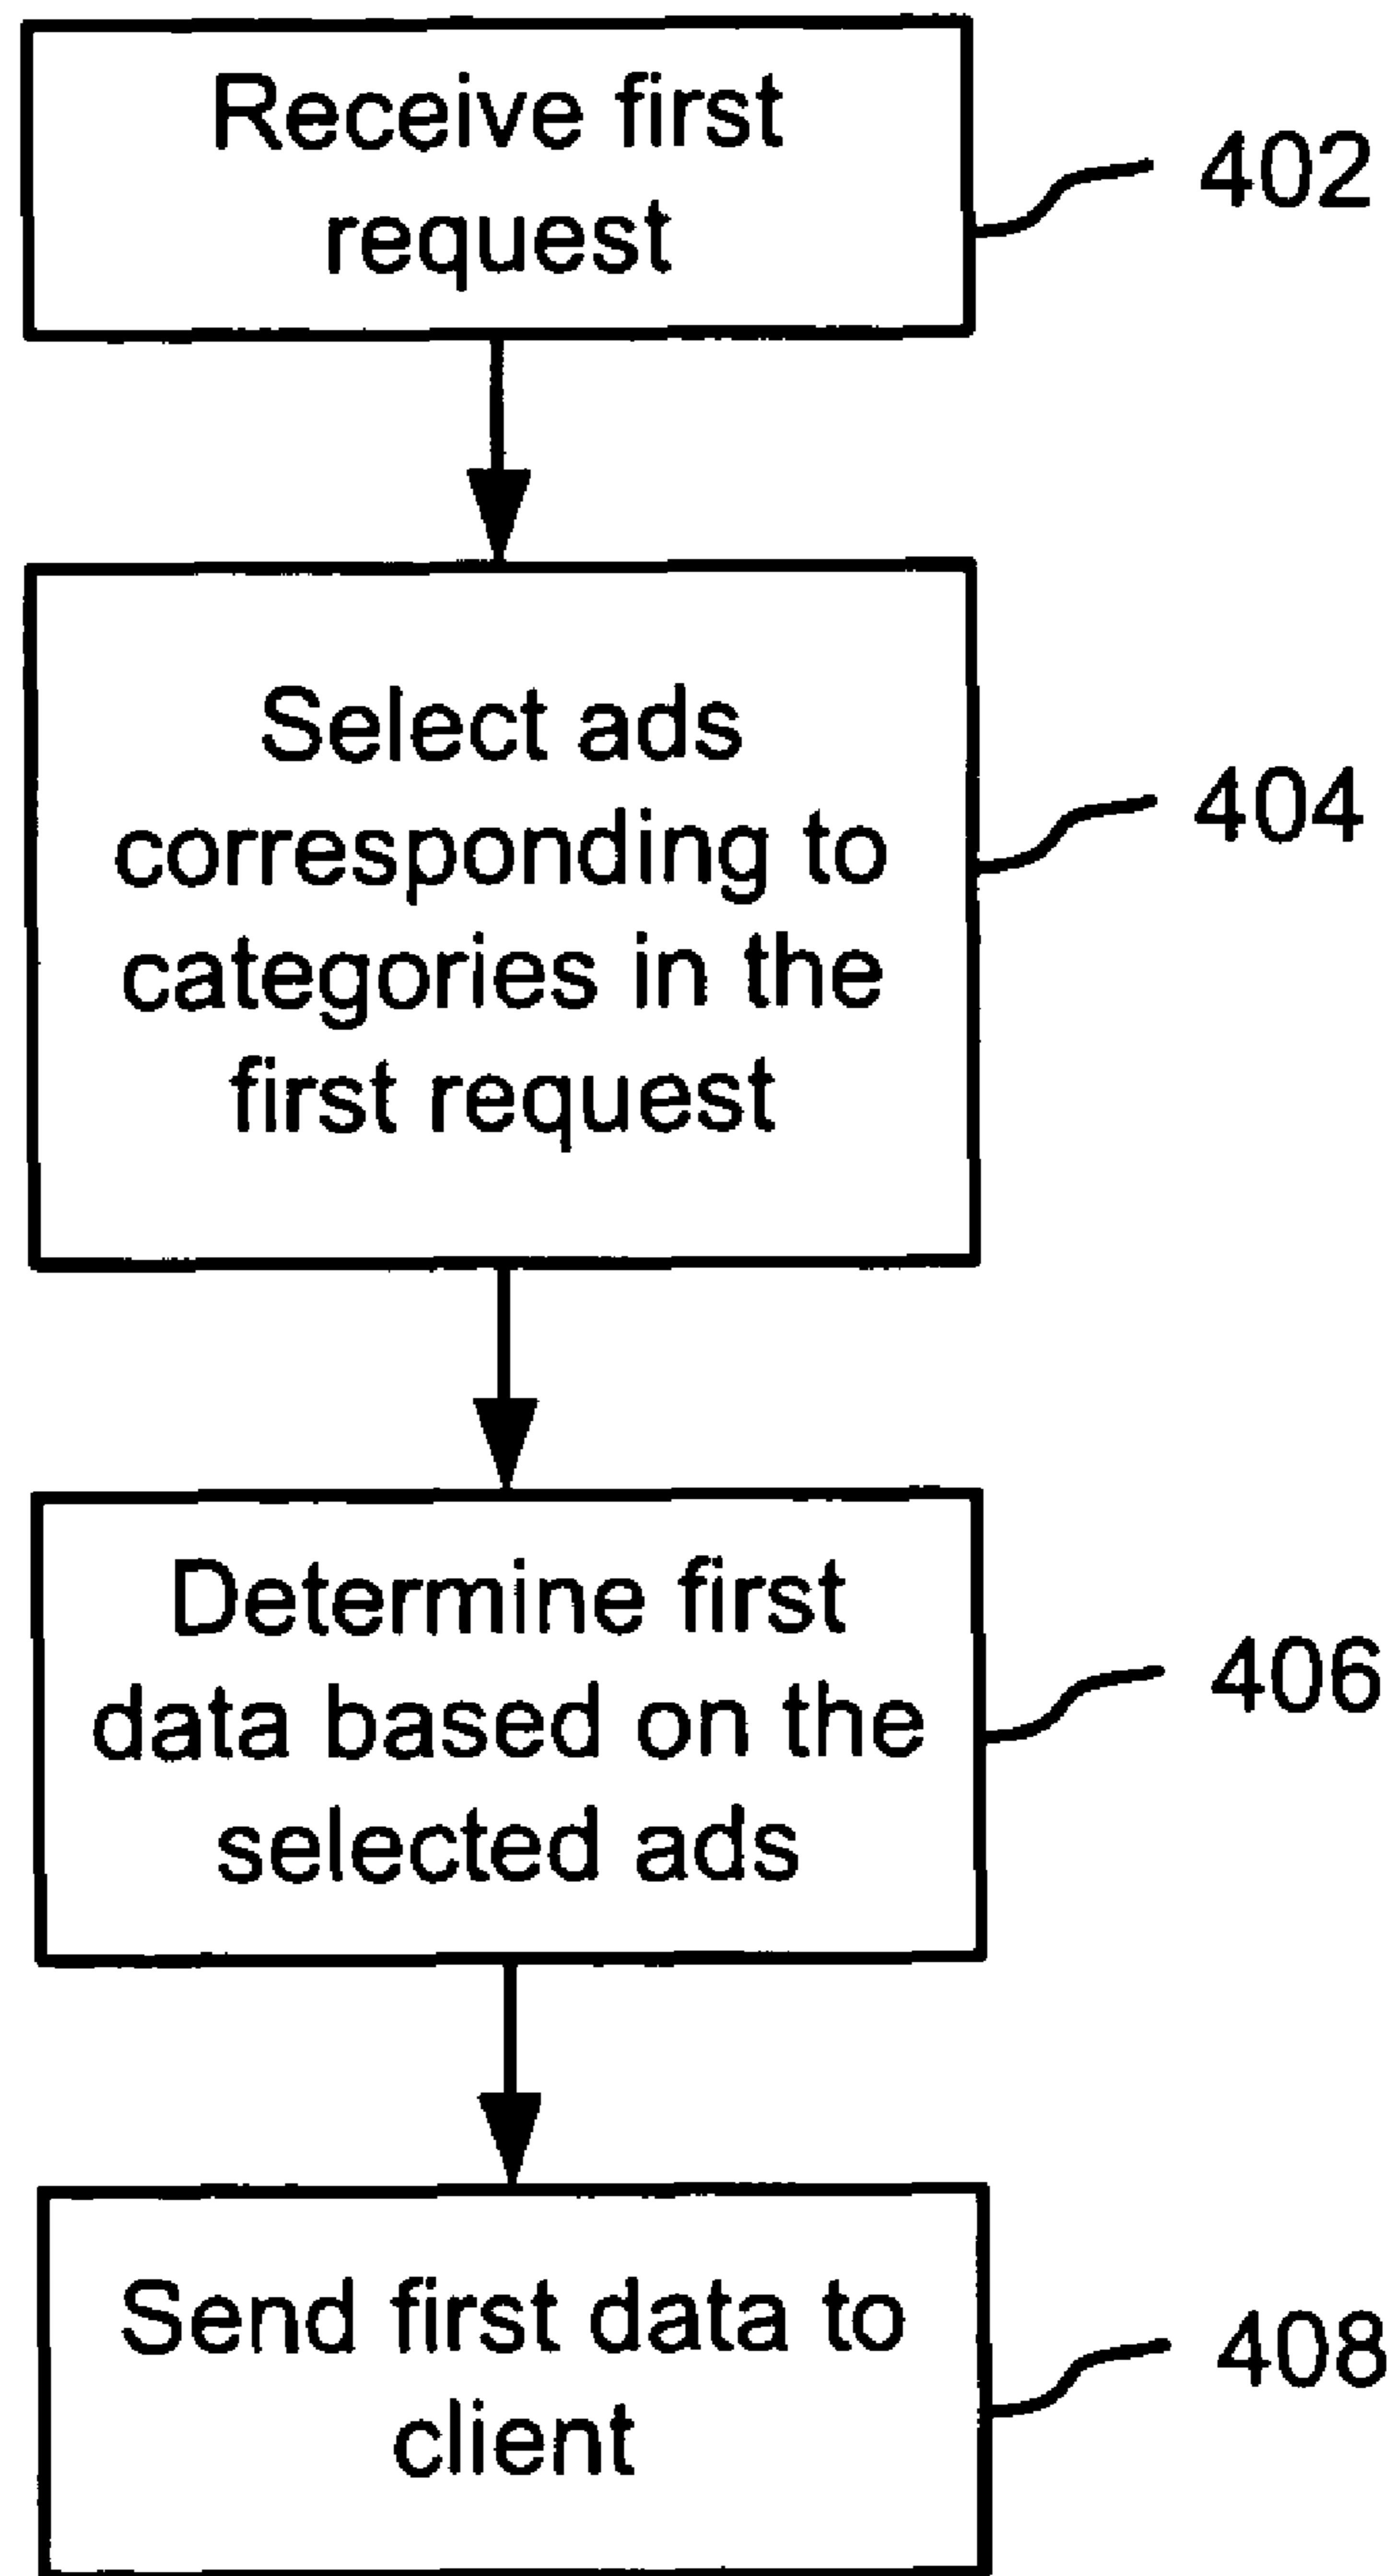 Receive first
request
402
Select ads
corresponding to
categories in the
first request
404
Determine first
data based on the
selected ads
406
Send first data to
client
408